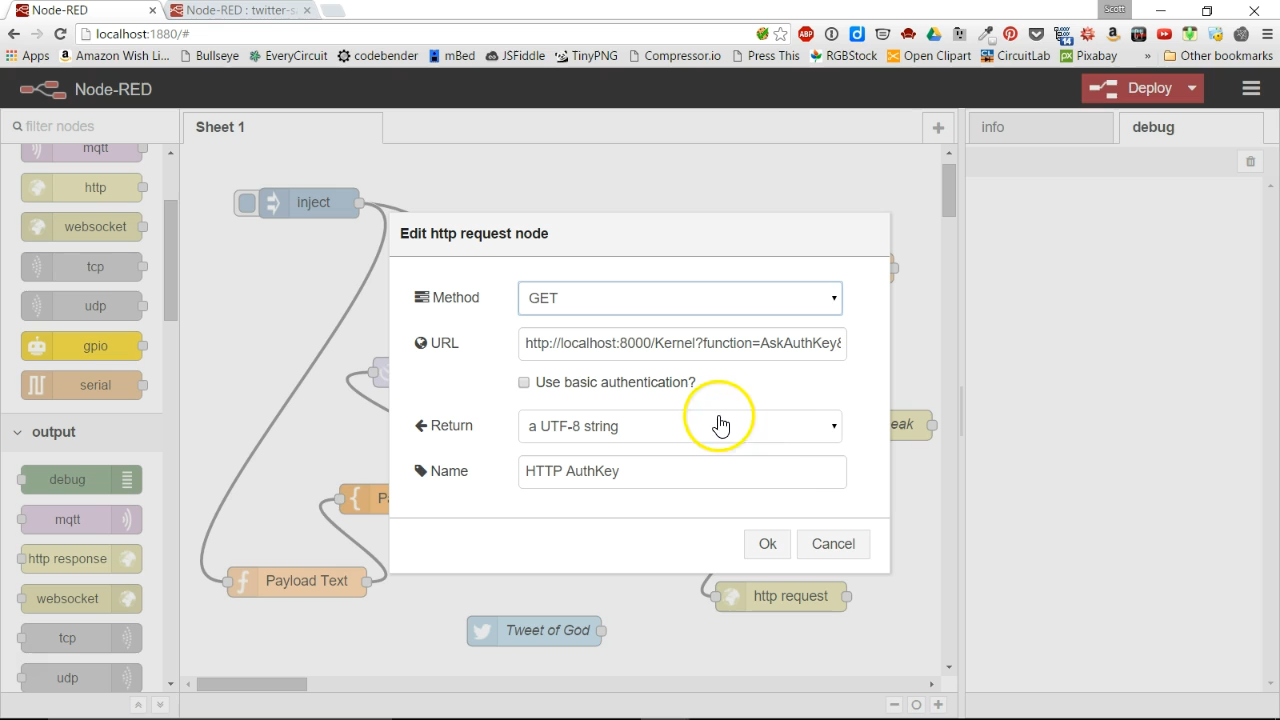 Node-RED
Node-RED : twitter-s
Scott
localhost:1880/#
ABP
14
Apps
Amazon Wish Li...
Bullseye
EveryCircuit
codebender
mBed
JSFiddle
TinyPNG
Compressor.io
Press This
RGBStock
Open Clipart
CircuitLab
Pixabay
»
Other bookmarks
Node-RED
Deploy
filter nodes
Sheet 1
info
debug
mqtt
http
websocket
tcp
udp
gpio
serial
output
debug
mqtt
http response
websocket
tcp
udp
inject
Payload Text
Tweet of God
http request
eak
Edit http request node
Method
GET
URL
http://localhost:8000/Kernel?function=AskAuthKey&
Use basic authentication?
Return
a UTF-8 string
Name
HTTP AuthKey
Ok
Cancel